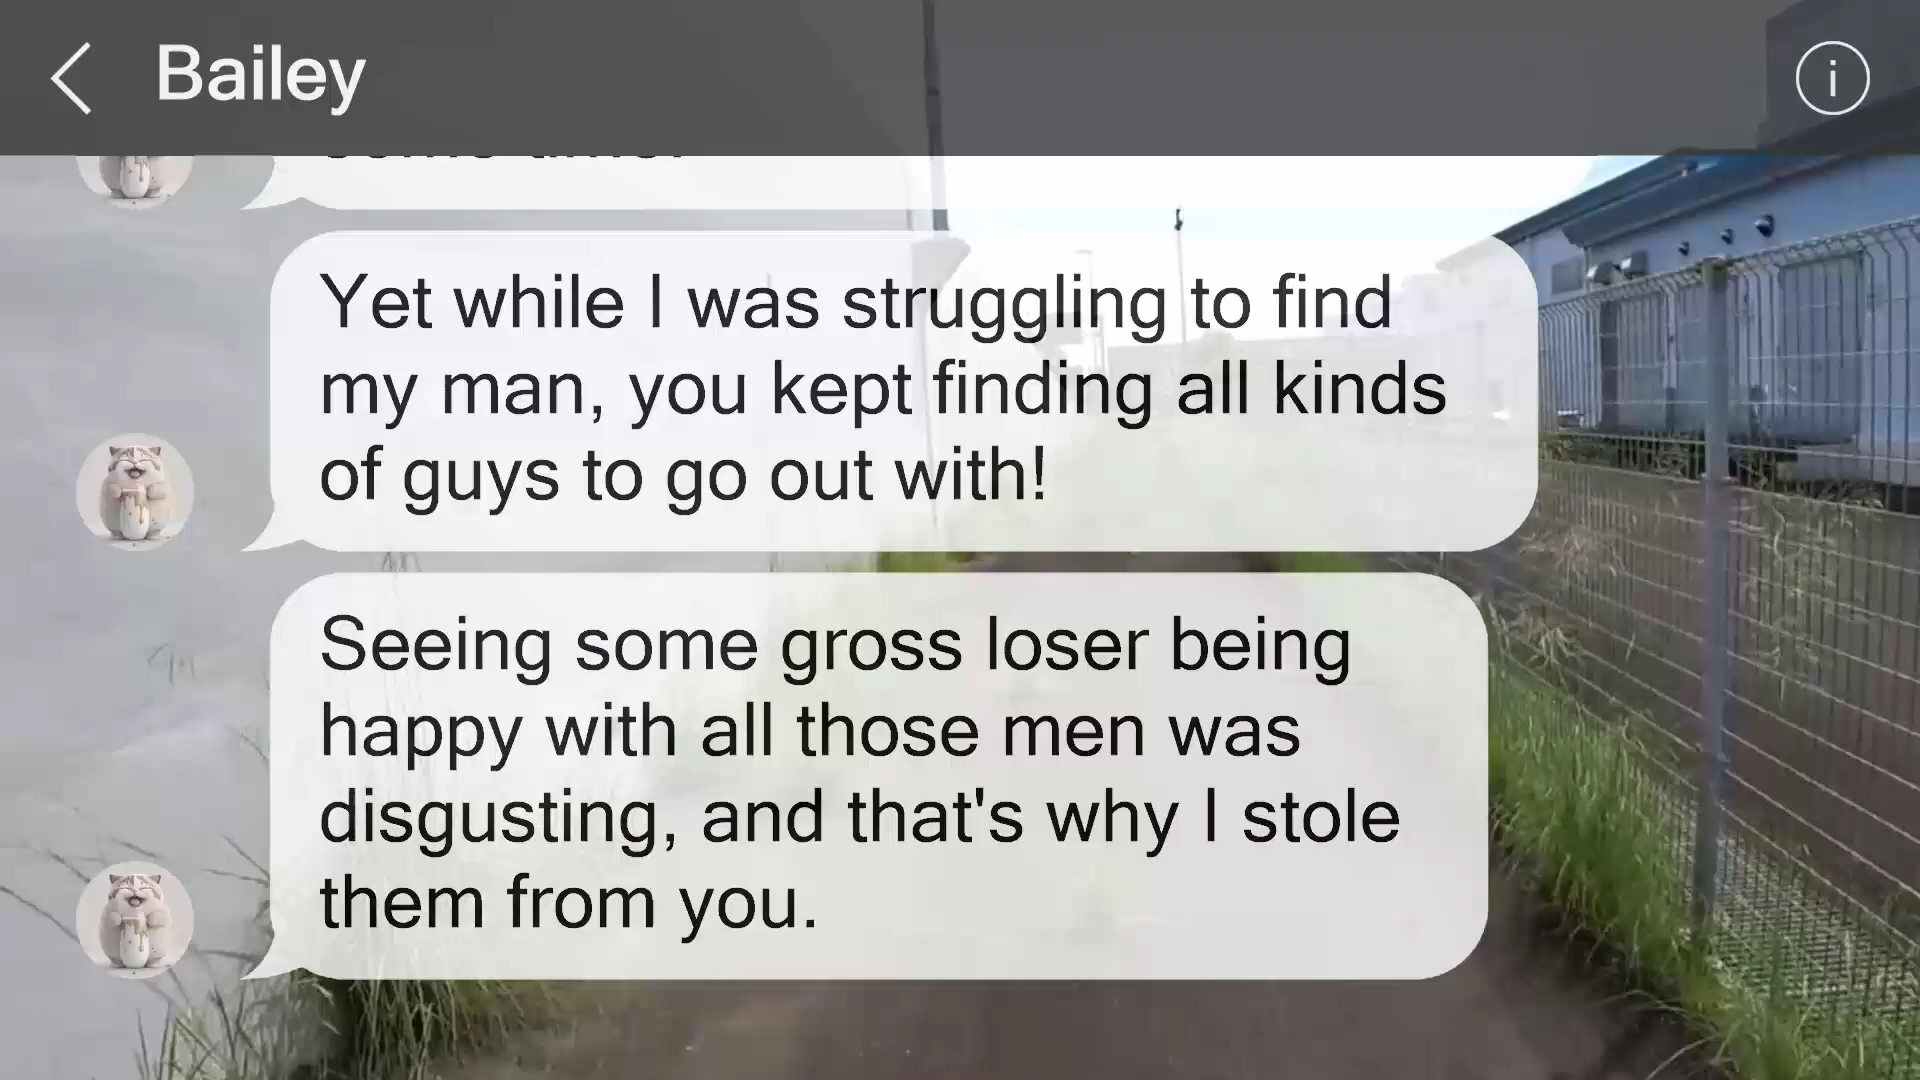 Bailey
Yet while I was struggling to find
my man, you kept finding all kinds
of guys to go out with!
Seeing some gross loser being
happy with all those men was
disgusting, and that's why I stole
them from you.